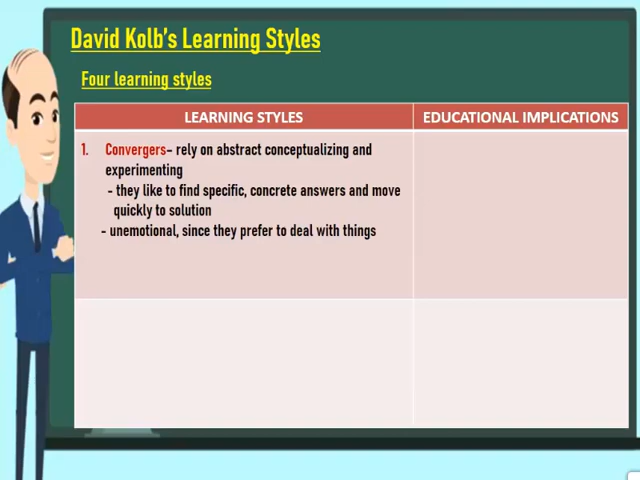 David Kolb's Learning Styles
Four learning styles
LEARNING STYLES
EDUCATIONAL IMPLICATIONS
1. Convergers– rely on abstract conceptualizing and
experimenting
- they like to find specific, concrete answers and move
quickly to solution
- unemotional, since they prefer to deal with things